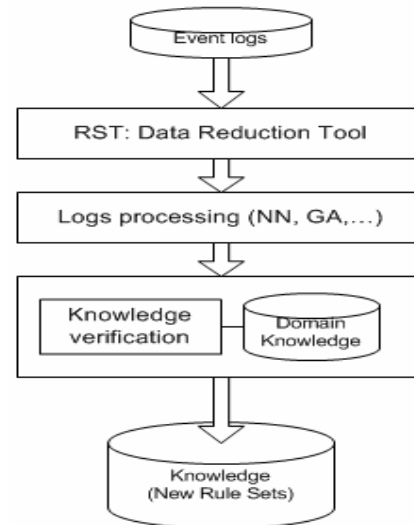 Event logs
RST: Data Reduction Tool
Logs processing (NN, GA,...)
Knowledge
verification
Domain
Knowledge
Knowledge
(New Rule Sets)